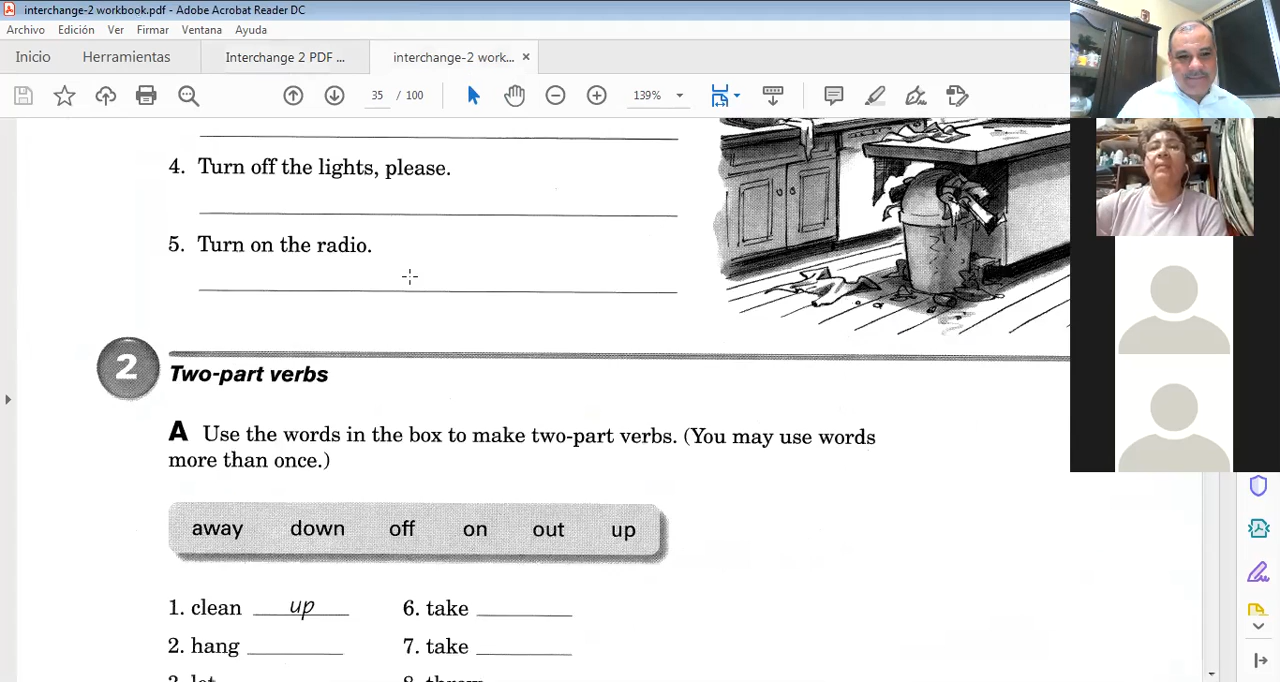 interchange-2 workbook.pdf - Adobe Acrobat Reader DC
Archivo Edición Ver Firmar Ventana Ayuda
Inicio Herramientas Interchange 2 PDF ... interchange-2 work... ×
35 / 100 139%
4. Turn off the lights, please.
5. Turn on the radio.
2
Two-part verbs
A Use the words in the box to make two-part verbs. (You may use words
more than once.)
away down off on out up
1. clean up 6. take
2. hang 7. take